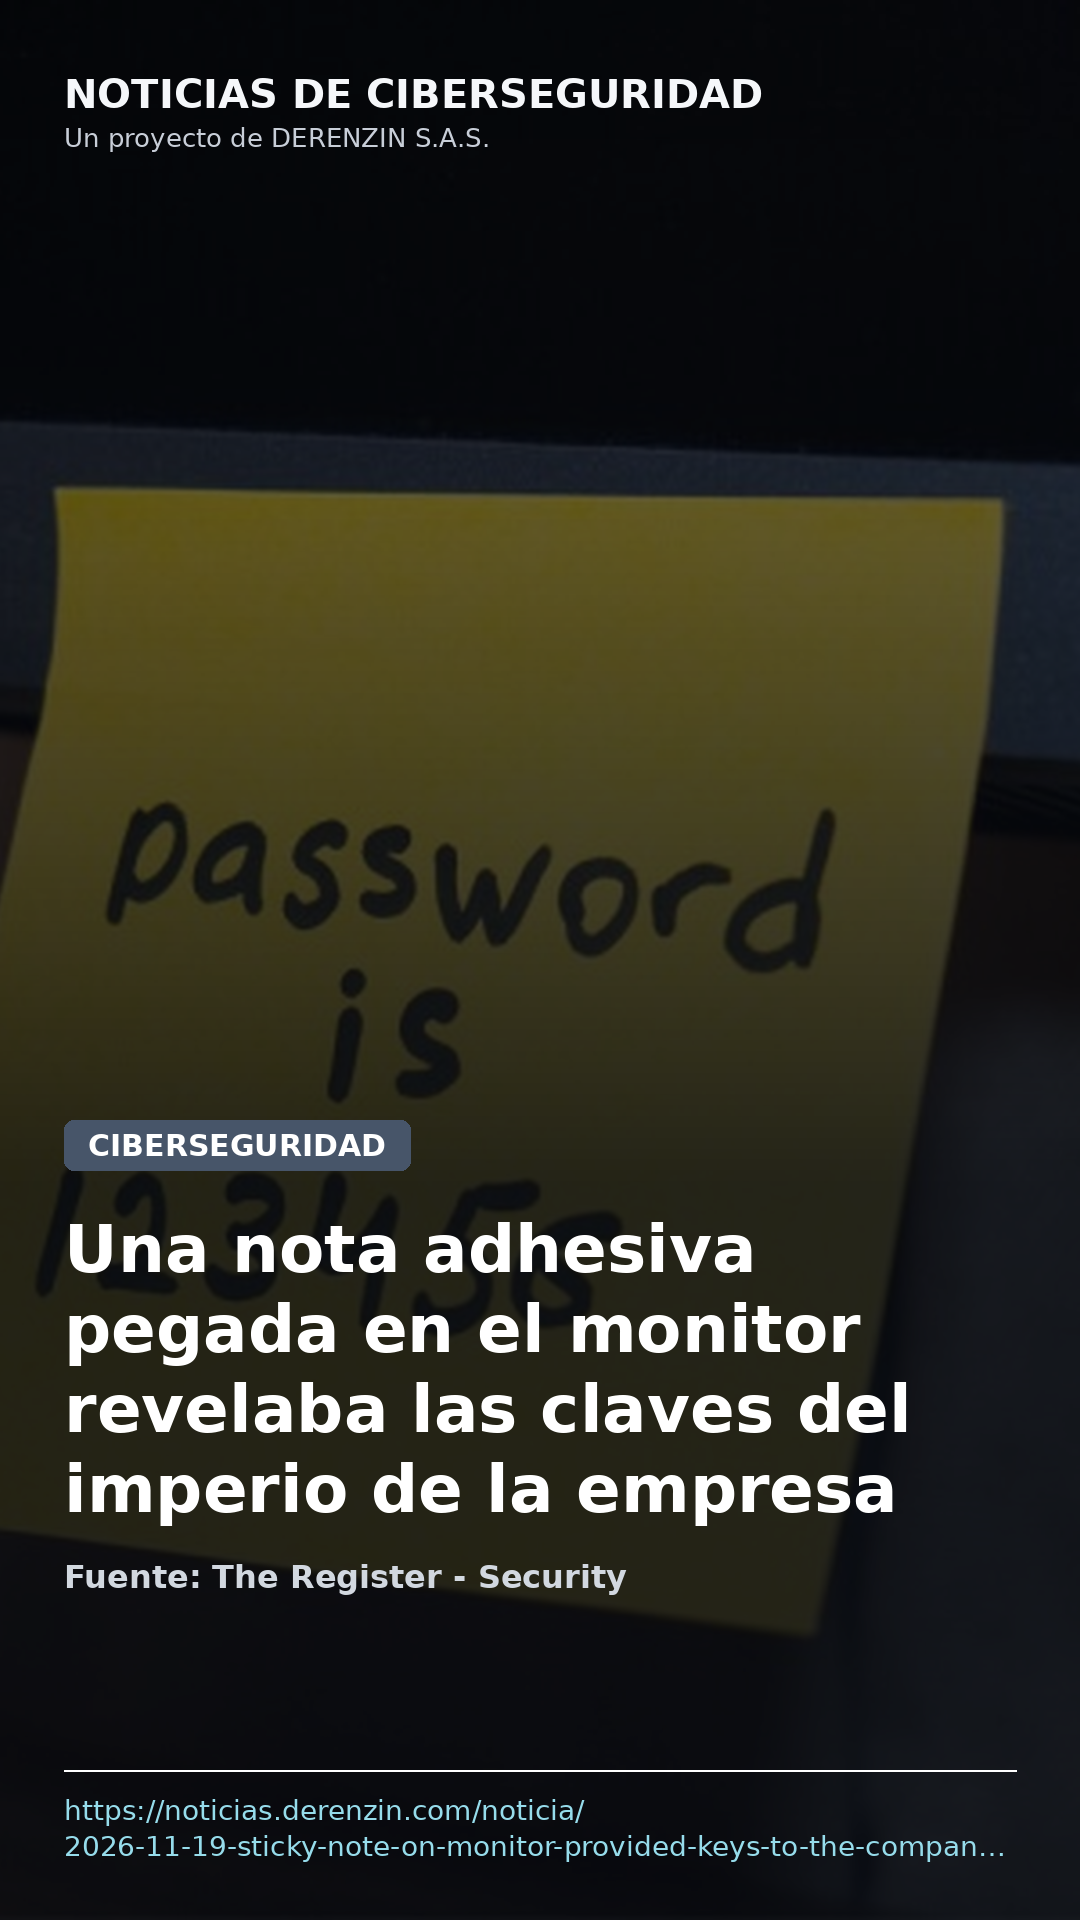 NOTICIAS DE CIBERSEGURIDAD
Un proyecto de DERENZIN S.A.S.
password
is
CIBERSEGURIDAD
123456
Una nota adhesiva
pegada en el monitor
revelaba las claves del
imperio de la empresa
Fuente: The Register - Security
https://noticias.derenzin.com/noticia/
2026-11-19-sticky-note-on-monitor-provided-keys-to-the-compan…